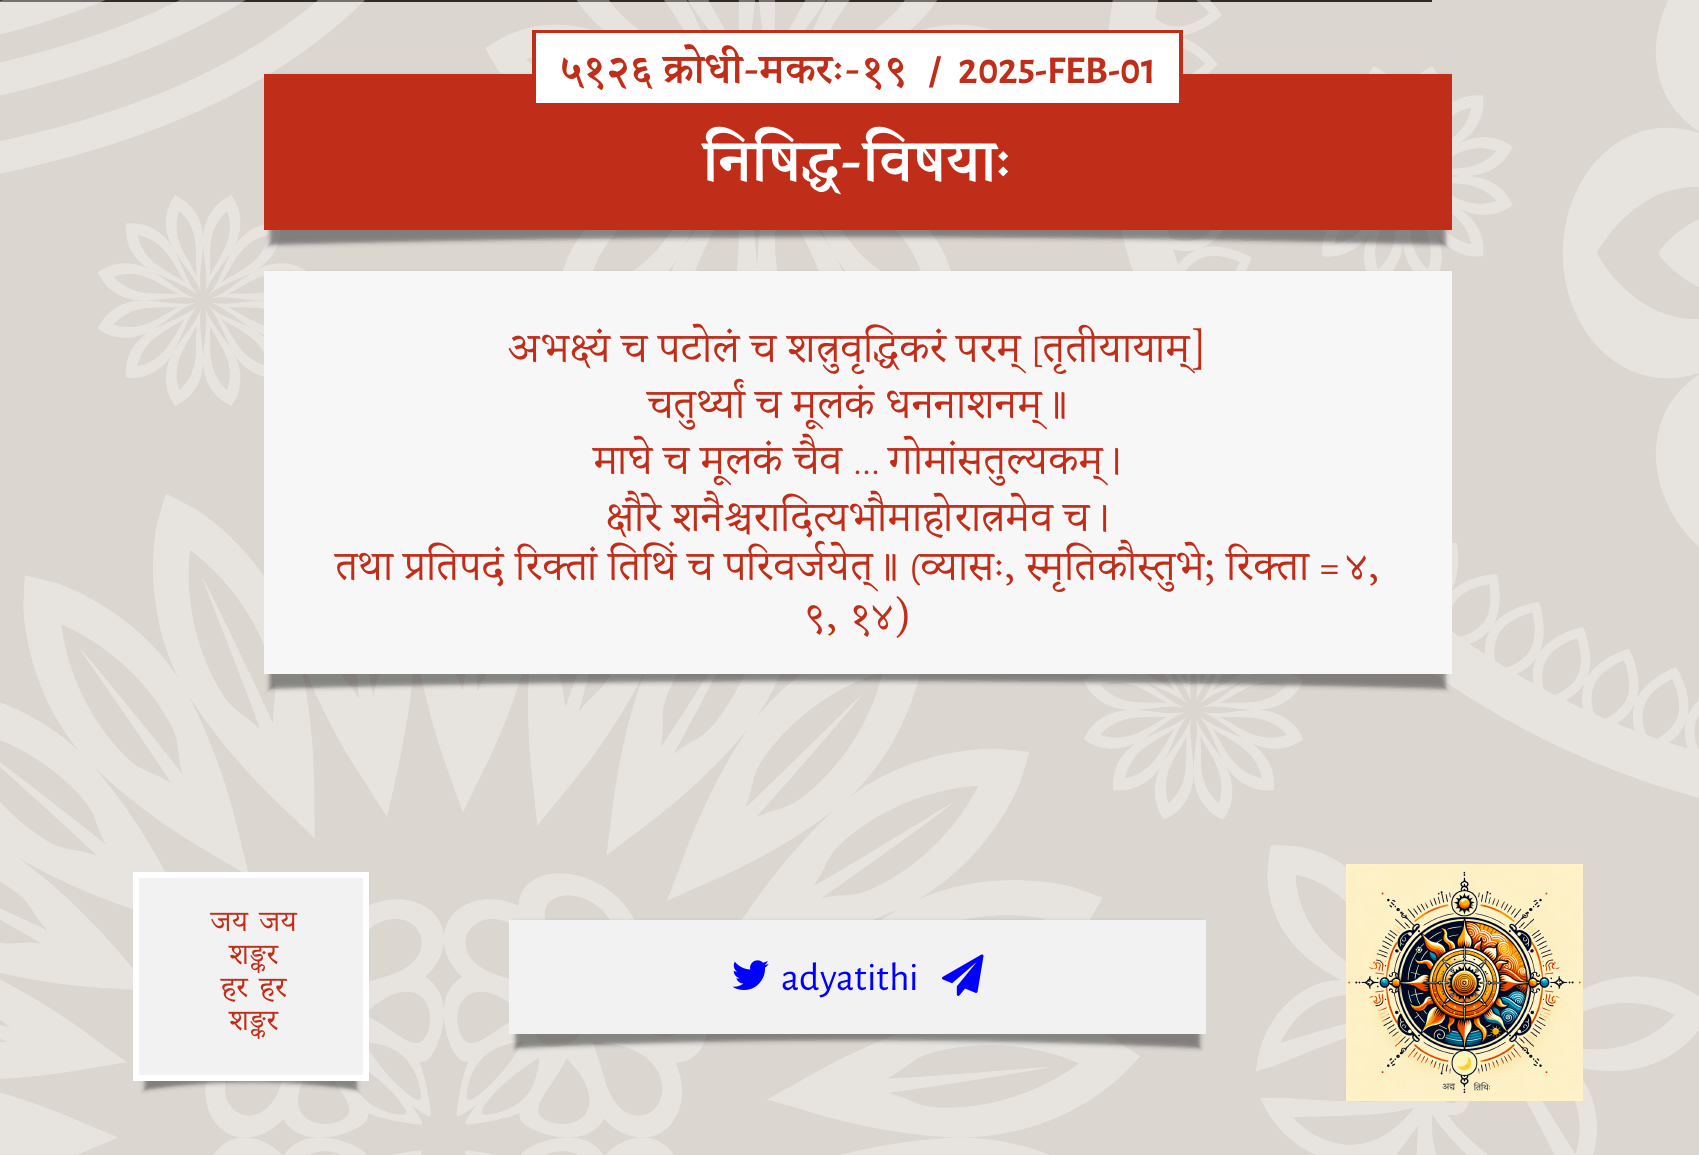 ५१२६ क्रोधी-मकरः-१९ / 2025-FEB-01
निषिद्ध-विषयाः
अभक्ष्यं च पटोलं च शत्रुवृद्धिकरं परम् [तृतीयायाम्]
चतुर्थ्यां च मूलकं धननाशनम्॥
माघे च मूलकं चैव … गोमांसतुल्यकम्।
क्षौरे शनैश्चरादित्यभौमाहोरात्रमेव च।
तथा प्रतिपदं रिक्तां तिथिं च परिवर्जयेत्॥ (व्यासः, स्मृतिकौस्तुभे; रिक्ता = ४,
९, १४)
जय जय
शङ्कर
हर हर
शङ्कर
adyatithi
अद्य तिथिः